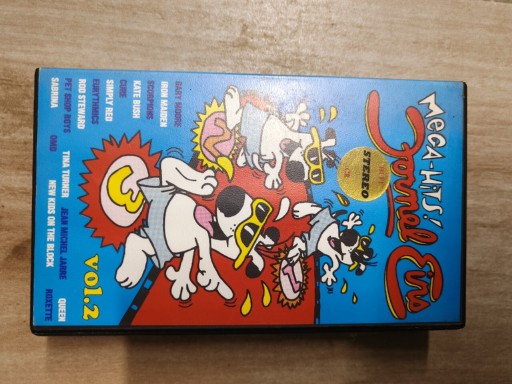 MEGA-HITS!
Formel Eins
STEREO
GARY MOORE
IRON MAIDEN
SCORPIONS
KATE BUSH
CURE
SIMPLY RED
EURYTHMICS
ROD STEWARD
PET SHOP BOYS
SABRINA
OMD
TINA TURNER
NEW KIDS ON THE BLOCK
JEAN MICHEL JARRE
QUEEN
ROXETTE
VOL.2